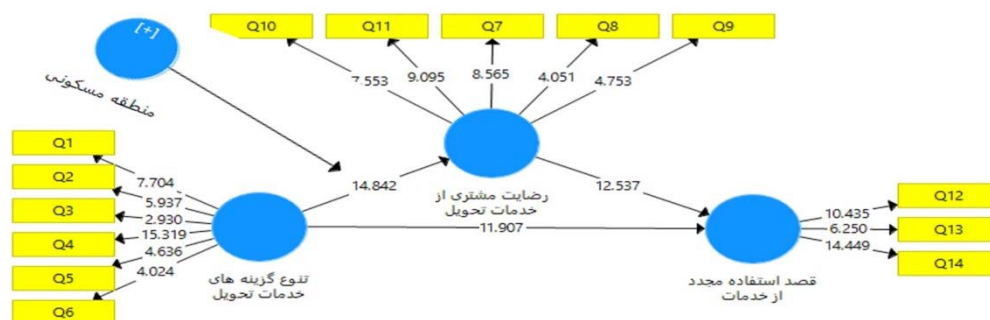 [+]
منطقه مسکونی
Q10
Q11
Q7
Q8
Q9
7.553
9.095
8.565
4.051
4.753
Q1
Q2
Q3
Q4
Q5
Q6
7.704
5.937
2.930
15.319
4.636
4.024
تنوع گزینه های
خدمات تحویل
14.842
رضایت مشتری از
خدمات تحویل
12.537
11.907
قصد استفاده مجدد
از خدمات
10.435
6.250
14.449
Q12
Q13
Q14